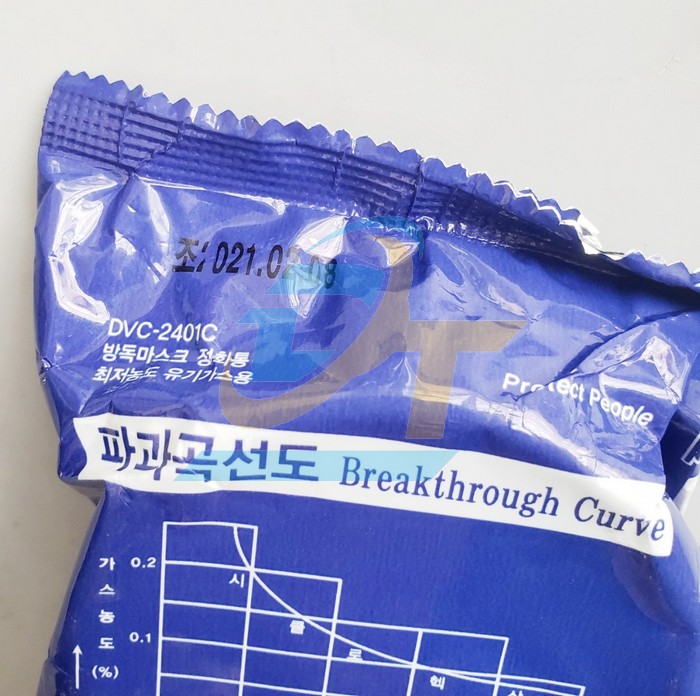 조:021.02.08
DVC-2401C
방독마스크 정화통
최저농도 유기가스용
Protect People
파과곡선도 Breakthrough Curve
가스농도 (%)
0.2
0.1
시클로헥